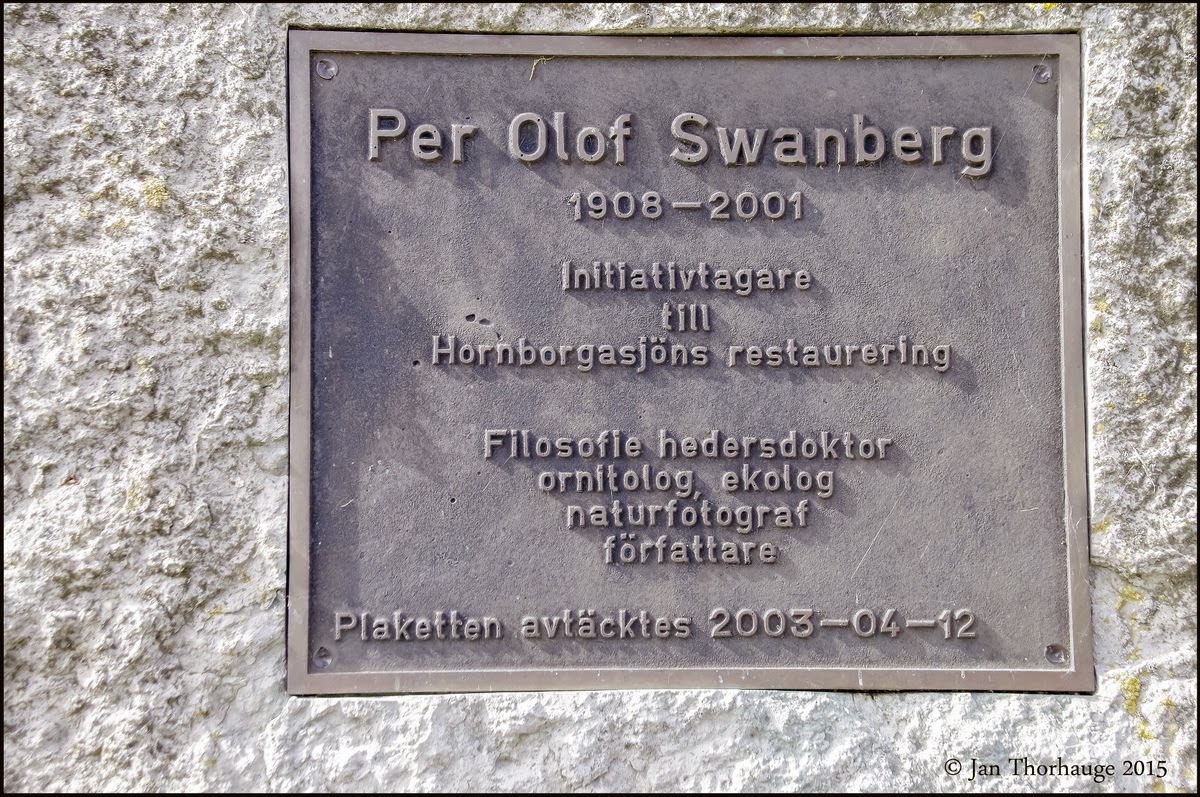 Per Olof Swanberg
1908–2001
Initiativtagare
till
Hornborgasjöns restaurering
Filosofie hedersdoktor
ornitolog, ekolog
naturfotograf
författare
Plaketten avtäcktes 2003–04–12
© Jan Thorhauge 2015